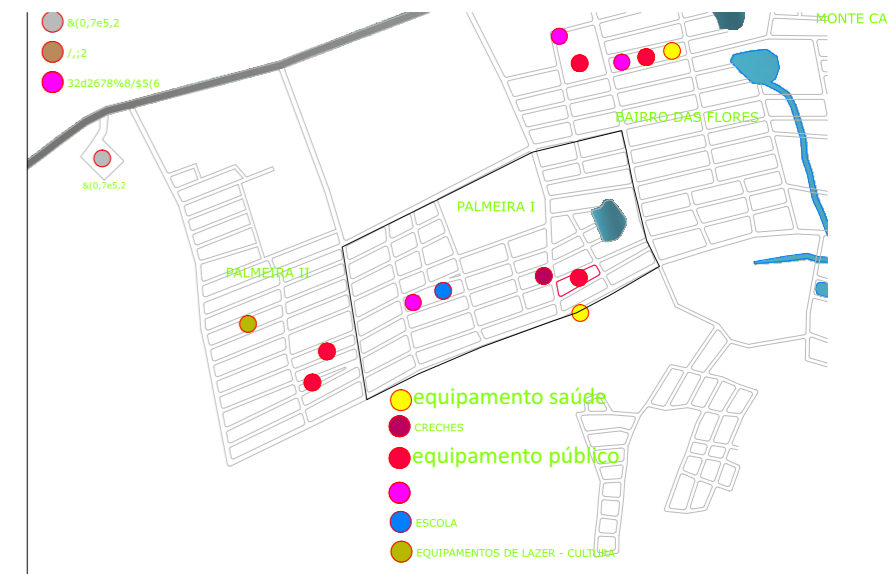 &(0,7e5,2
/,;2
32d2678%8/$5(6
MONTE CA
BAIRRO DAS FLORES
&(0,7e5,2
PALMEIRA I
PALMEIRA II
equipamento saúde
CRECHES
equipamento público
ESCOLA
EQUIPAMENTOS DE LAZER - CULTURA